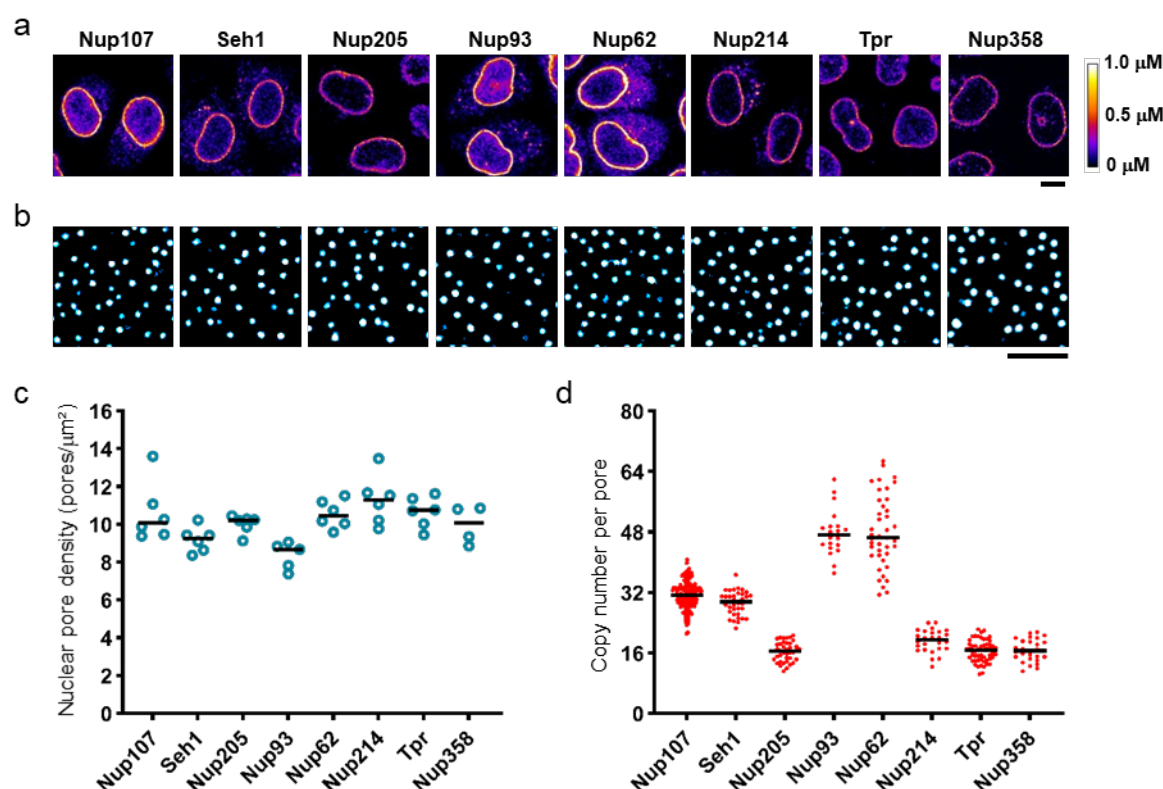 a
Nup107 Seh1 Nup205 Nup93 Nup62 Nup214 Tpr Nup358
1.0 μM
0.5 μM
0 μM
b
c
Nuclear pore density (pores/μm²)
16
14
12
10
8
6
4
2
0
Nup107 Seh1 Nup205 Nup93 Nup62 Nup214 Tpr Nup358
d
Copy number per pore
80
64
48
32
16
0
Nup107 Seh1 Nup205 Nup93 Nup62 Nup214 Tpr Nup358